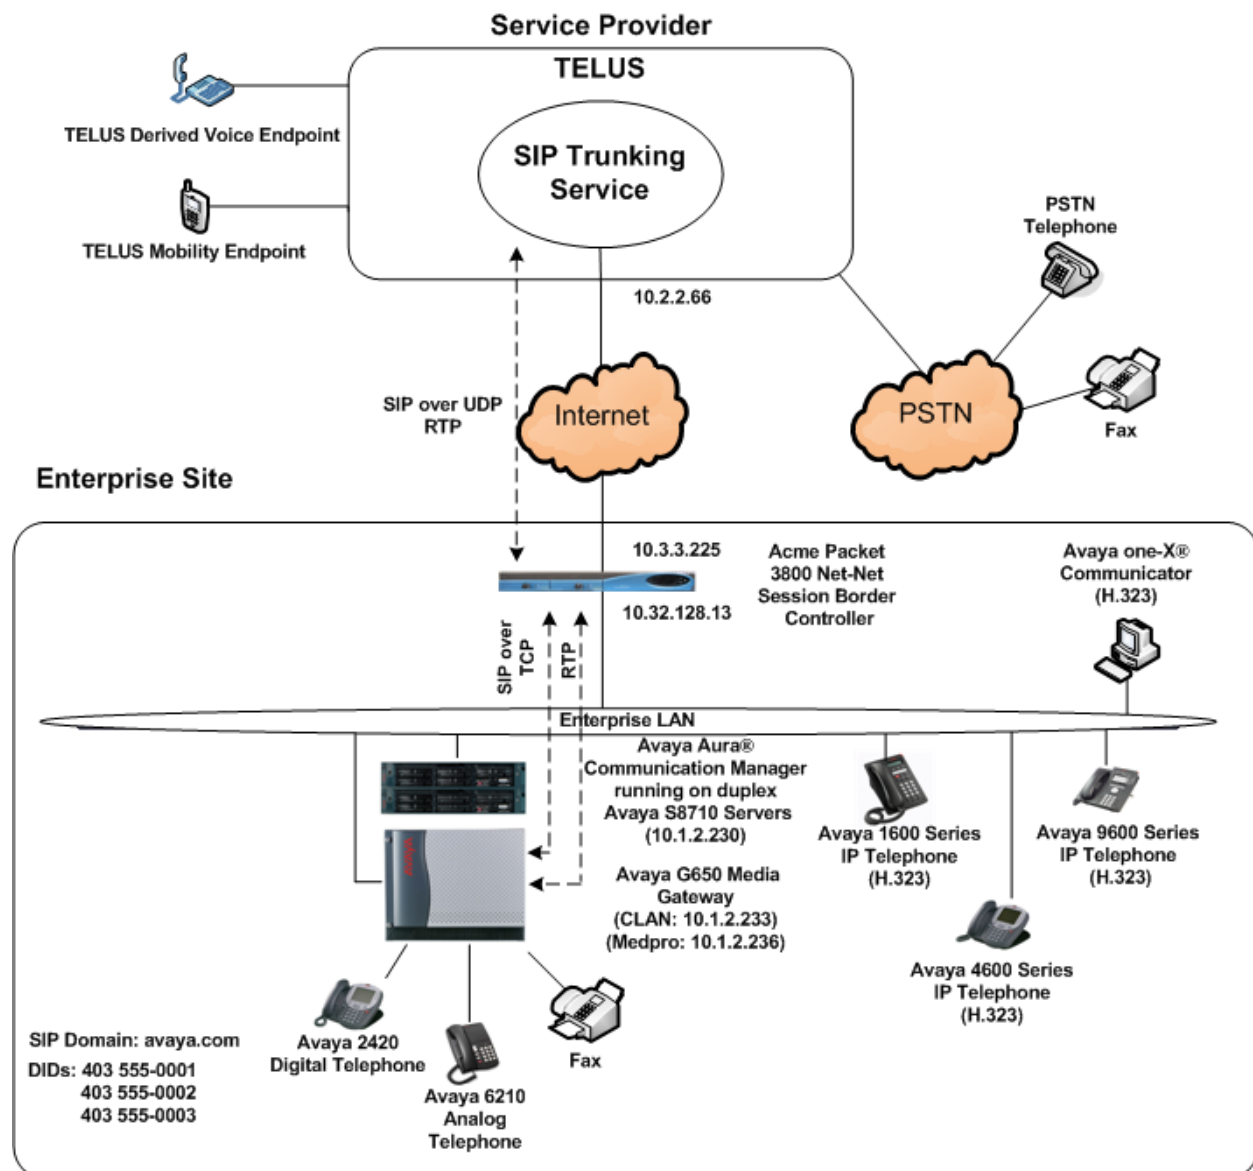 Service Provider
TELUS
SIP Trunking
Service
TELUS Derived Voice Endpoint
TELUS Mobility Endpoint
PSTN
Telephone
10.2.2.66
SIP over UDP
RTP
Internet
PSTN
Fax
Enterprise Site
10.3.3.225
Acme Packet
3800 Net-Net
Session Border
Controller
10.32.128.13
Avaya one-X®
Communicator
(H.323)
SIP over
TCP
RTP
Enterprise LAN
Avaya Aura®
Communication Manager
running on duplex
Avaya S8710 Servers
(10.1.2.230)
Avaya G650 Media
Gateway
(CLAN: 10.1.2.233)
(Medpro: 10.1.2.236)
Avaya 1600 Series
IP Telephone
(H.323)
Avaya 9600 Series
IP Telephone
(H.323)
Avaya 4600 Series
IP Telephone
(H.323)
Avaya 2420
Digital Telephone
Avaya 6210
Analog
Telephone
Fax
SIP Domain: avaya.com
DIDs: 403 555-0001
403 555-0002
403 555-0003